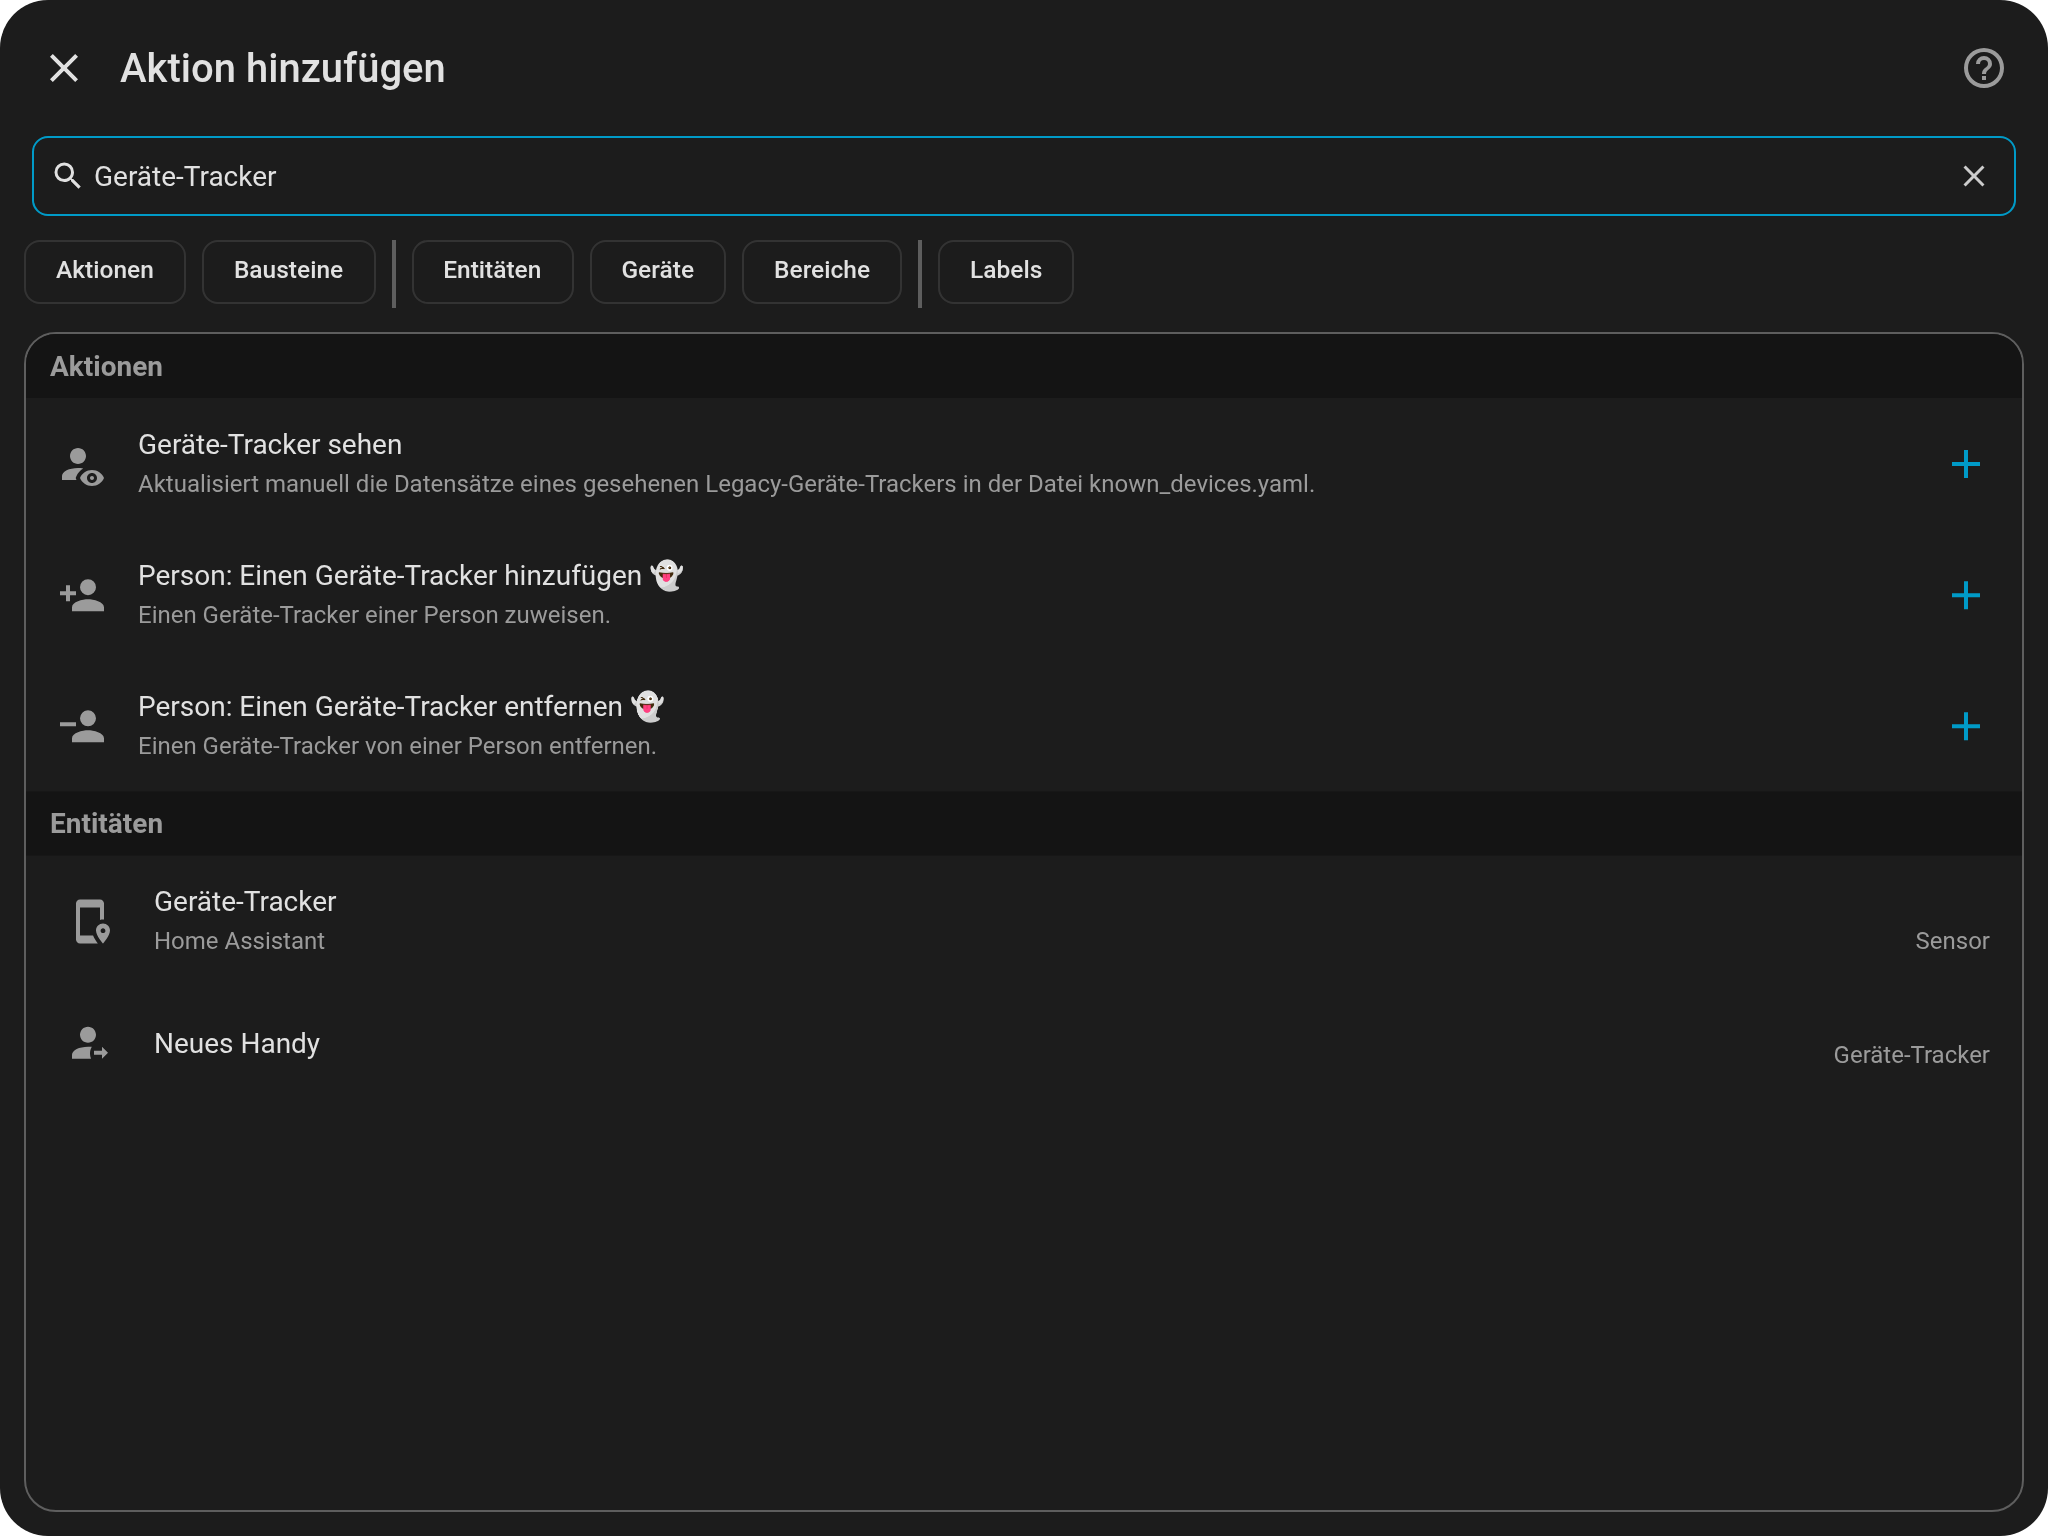 Aktion hinzufügen
Geräte-Tracker
Aktionen
Bausteine
Entitäten
Geräte
Bereiche
Labels
Aktionen
Geräte-Tracker sehen
Aktualisiert manuell die Datensätze eines gesehenen Legacy-Geräte-Trackers in der Datei known_devices.yaml.
Person: Einen Geräte-Tracker hinzufügen 👻
Einen Geräte-Tracker einer Person zuweisen.
Person: Einen Geräte-Tracker entfernen 👻
Einen Geräte-Tracker von einer Person entfernen.
Entitäten
Geräte-Tracker
Home Assistant
Sensor
Neues Handy
Geräte-Tracker